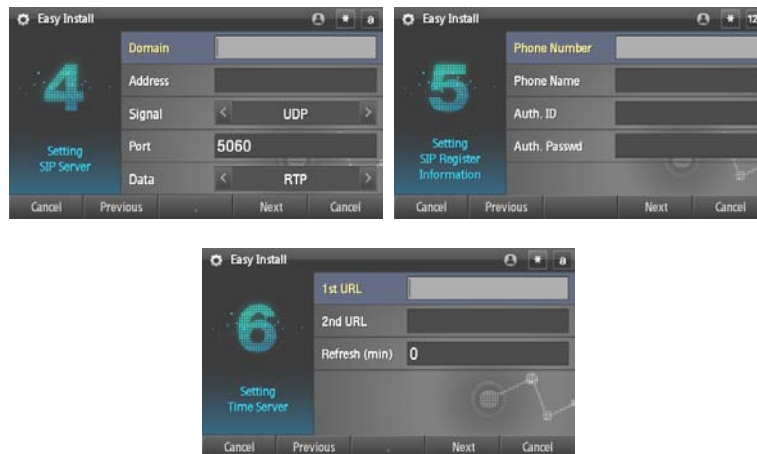 Easy Install
* a
4
Setting
SIP Server
Domain
Address
Signal < UDP >
Port 5060
Data < RTP >
Cancel Previous . Next Cancel
Easy Install
* 12
5
Setting
SIP Register
Information
Phone Number
Phone Name
Auth. ID
Auth. Passwd
Cancel Previous Next Cancel
Easy Install
* a
6
Setting
Time Server
1st URL
2nd URL
Refresh (min) 0
Cancel Previous . Next Cancel